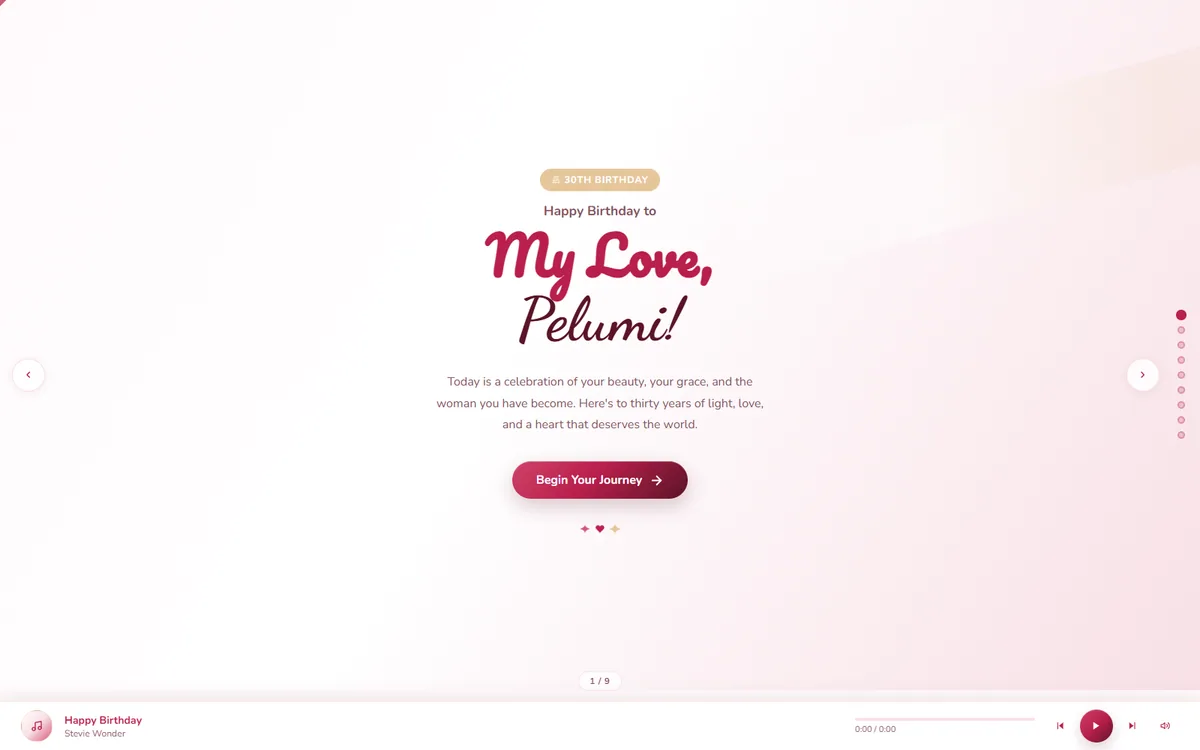 30TH BIRTHDAY
Happy Birthday to
My Love,
Pelumi!
Today is a celebration of your beauty, your grace, and the
woman you have become. Here's to thirty years of light, love,
and a heart that deserves the world.
Begin Your Journey
1 / 9
Happy Birthday
Stevie Wonder
0:00 / 0:00